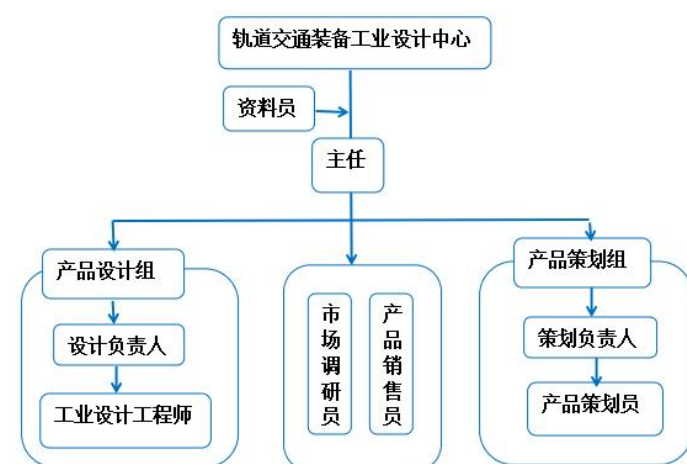 轨道交通装备工业设计中心
资料员
主任
产品设计组
设计负责人
工业设计工程师
市场调研员
产品销售员
产品策划组
策划负责人
产品策划员